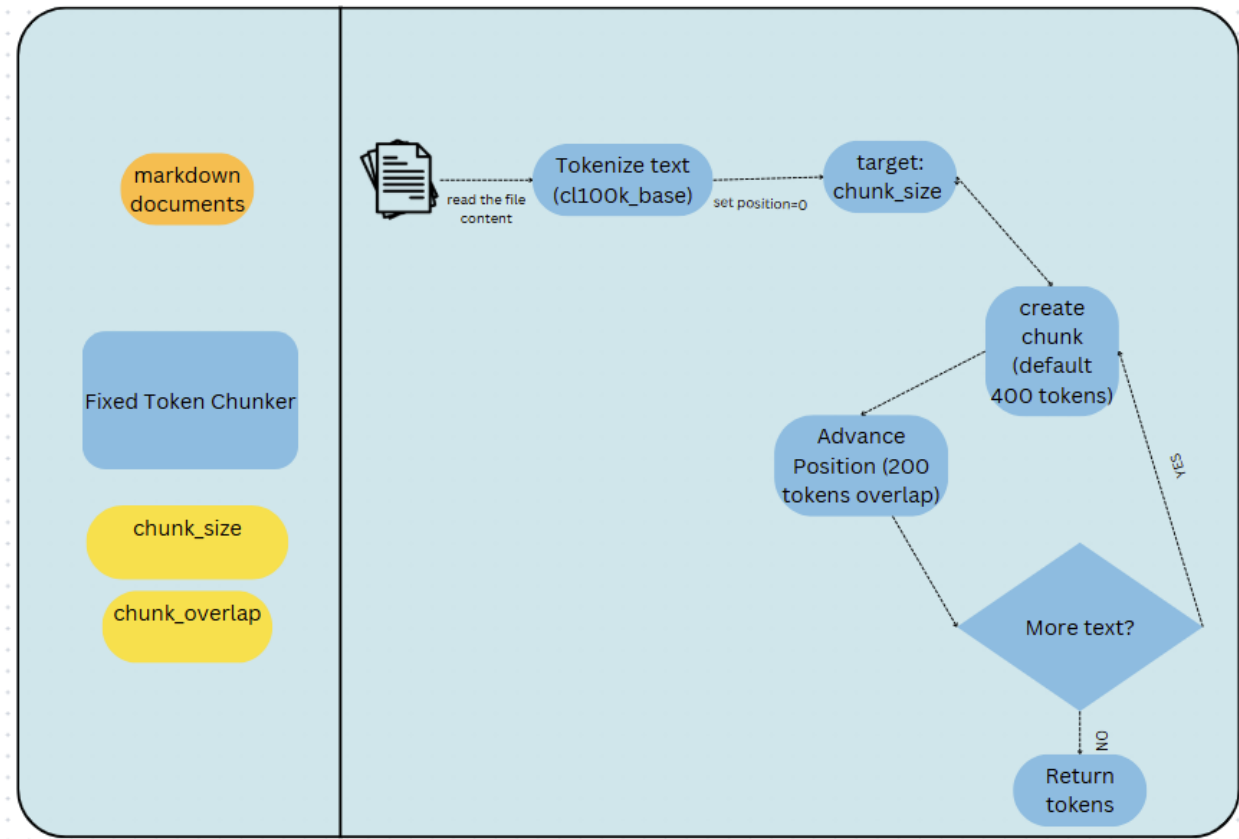 markdown
documents
Fixed Token Chunker
chunk_size
chunk_overlap
read the file
content
Tokenize text
(cl100k_base)
set position=0
target:
chunk_size
create
chunk
(default
400 tokens)
Advance
Position (200
tokens overlap)
More text?
YES
NO
Return
tokens